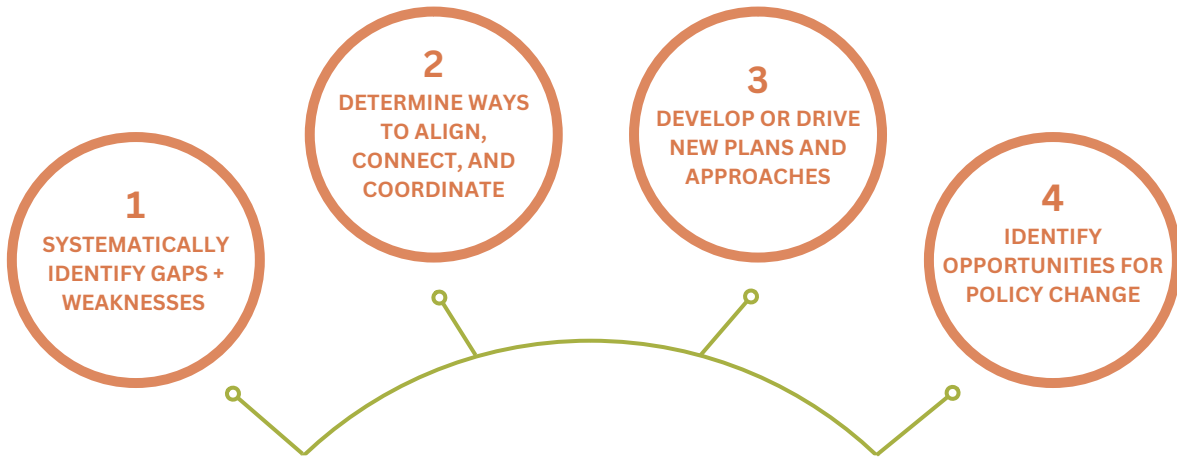 1
SYSTEMATICALLY
IDENTIFY GAPS +
WEAKNESSES
2
DETERMINE WAYS
TO ALIGN,
CONNECT, AND
COORDINATE
3
DEVELOP OR DRIVE
NEW PLANS AND
APPROACHES
4
IDENTIFY
OPPORTUNITIES FOR
POLICY CHANGE